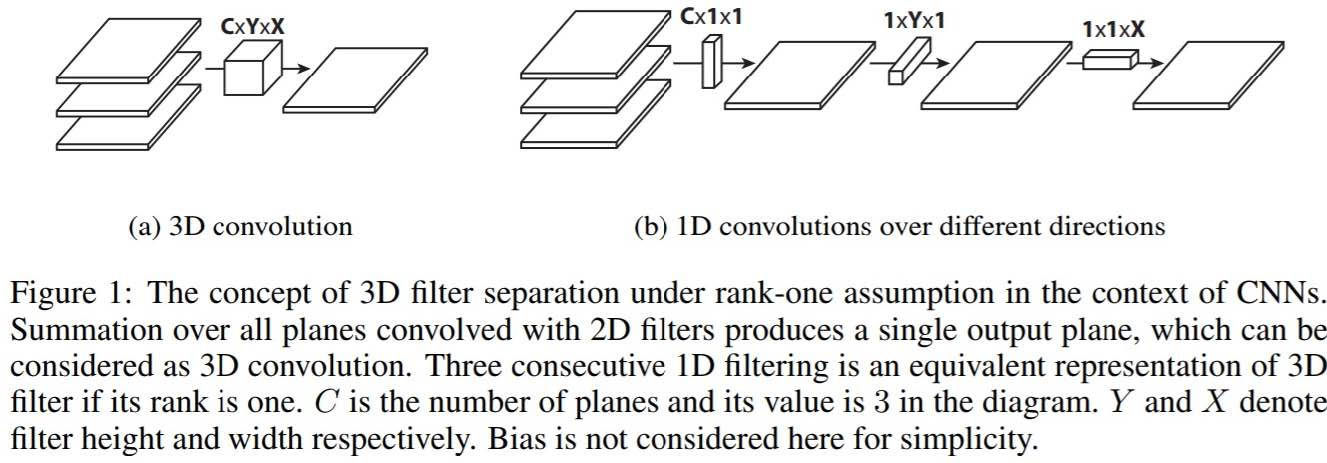 CxYxX
Cx1x1
1xYx1
1x1xX
(a) 3D convolution
(b) 1D convolutions over different directions
Figure 1: The concept of 3D filter separation under rank-one assumption in the context of CNNs.
Summation over all planes convolved with 2D filters produces a single output plane, which can be
considered as 3D convolution. Three consecutive 1D filtering is an equivalent representation of 3D
filter if its rank is one. C is the number of planes and its value is 3 in the diagram. Y and X denote
filter height and width respectively. Bias is not considered here for simplicity.